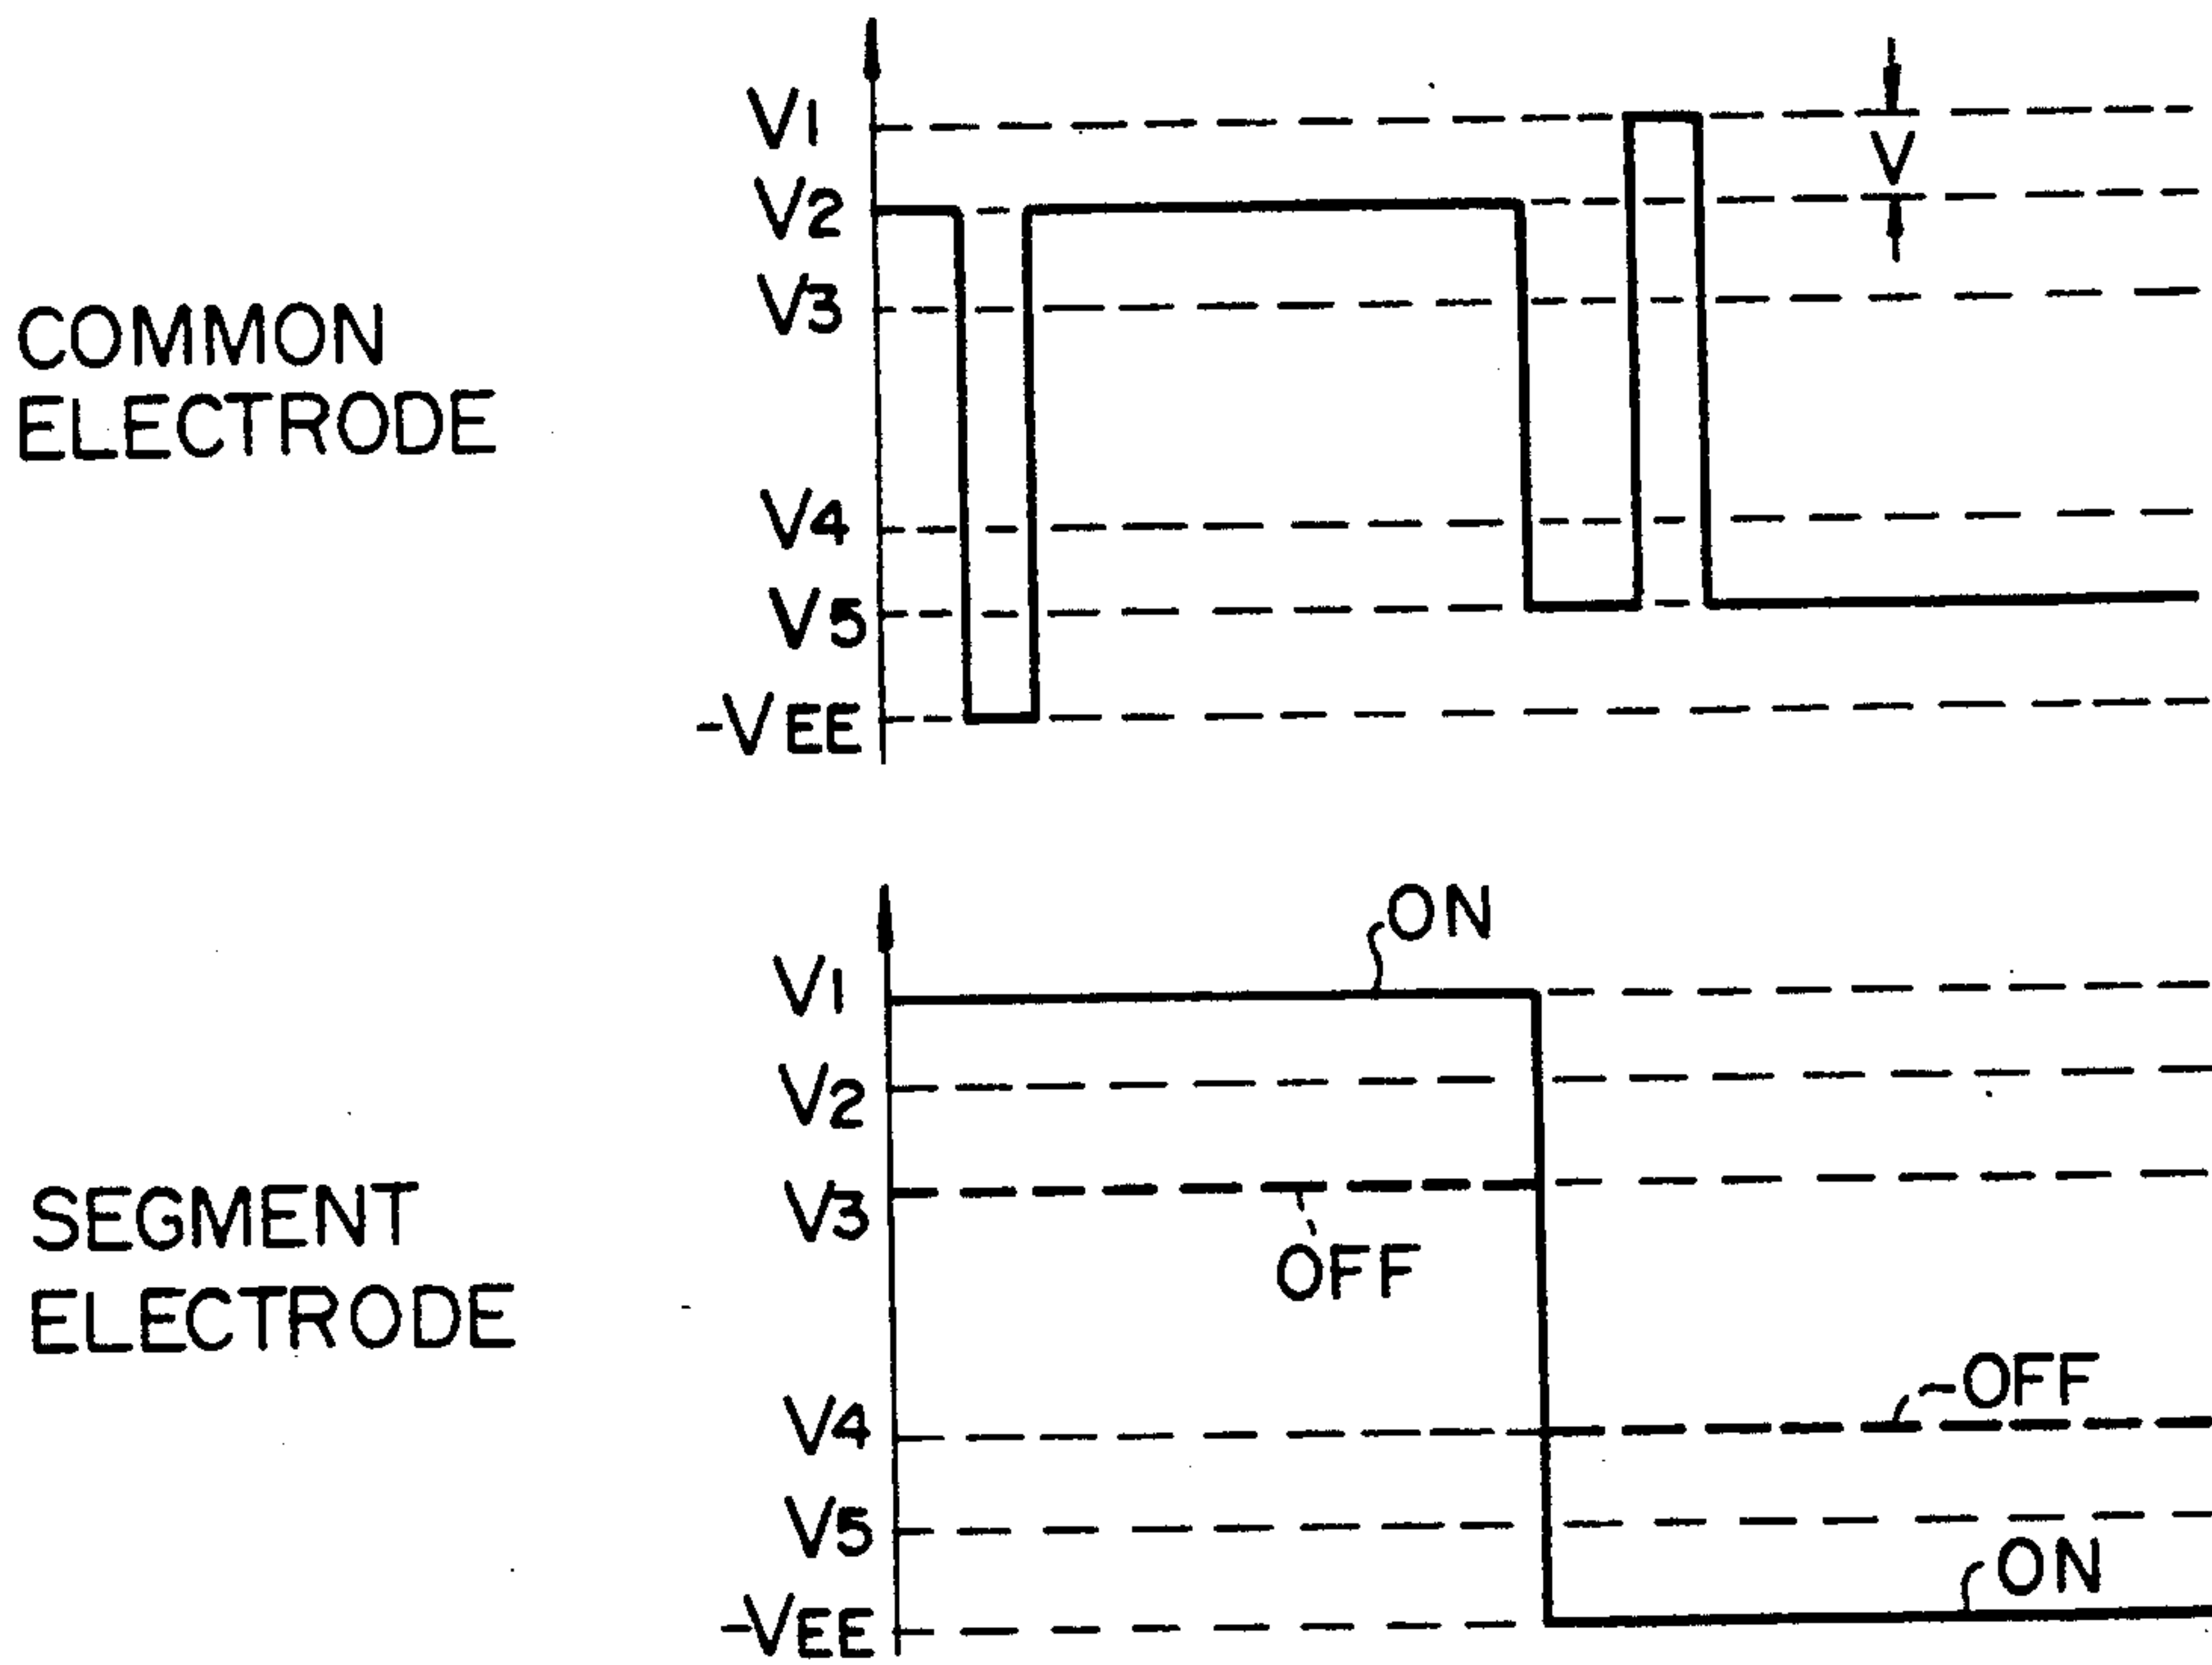 V1
V
V2
V3
COMMON
ELECTRODE
V4
V5
-VEE
ON
V1
V2
V3
SEGMENT
ELECTRODE
OFF
V4
OFF
V5
ON
-VEE